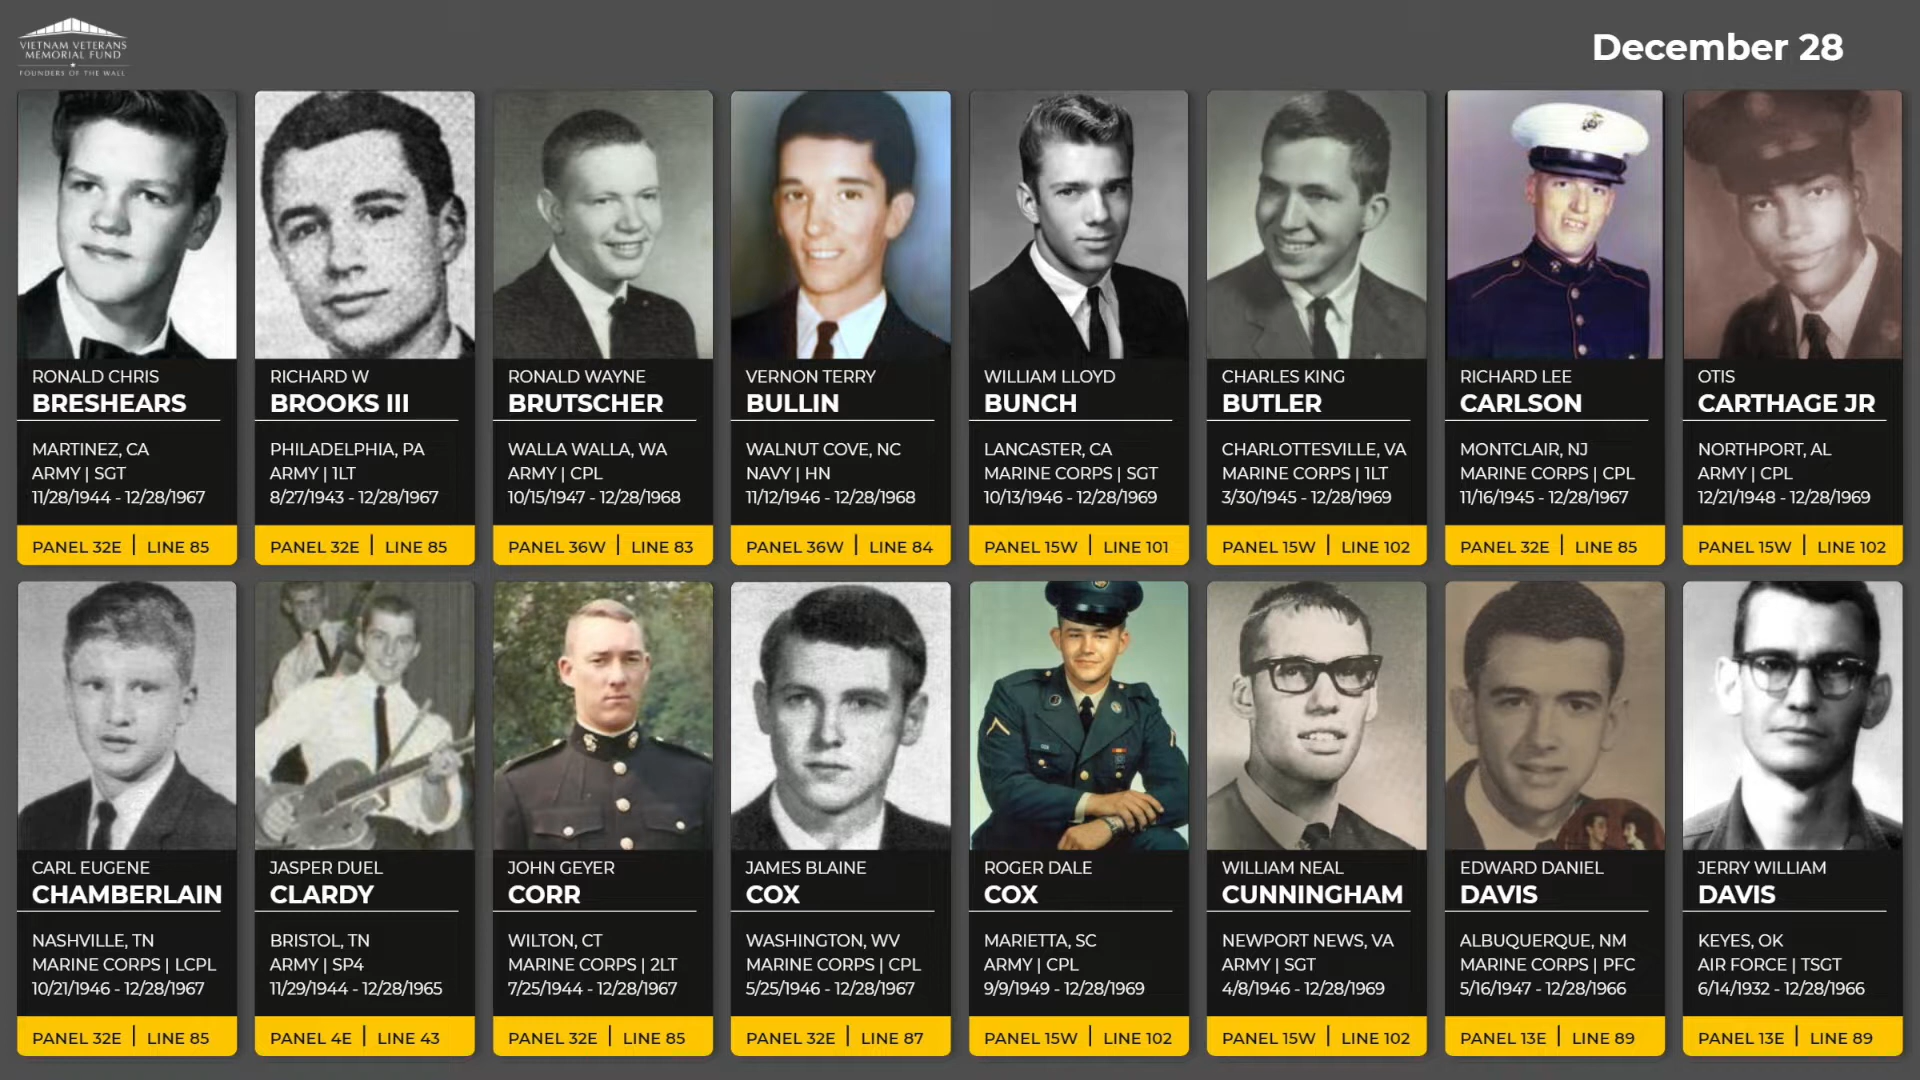 VIETNAM VETERANS
MEMORIAL FUND
FOUNDERS OF THE WALL
December 28
RONALD CHRIS
BRESHEARS
MARTINEZ, CA
ARMY | SGT
11/28/1944 - 12/28/1967
PANEL 32E | LINE 85
RICHARD W
BROOKS III
PHILADELPHIA, PA
ARMY | 1LT
8/27/1943 - 12/28/1967
PANEL 32E | LINE 85
RONALD WAYNE
BRUTSCHER
WALLA WALLA, WA
ARMY | CPL
10/15/1947 - 12/28/1968
PANEL 36W | LINE 83
VERNON TERRY
BULLIN
WALNUT COVE, NC
NAVY | HN
11/12/1946 - 12/28/1968
PANEL 36W | LINE 84
WILLIAM LLOYD
BUNCH
LANCASTER, CA
MARINE CORPS | SGT
10/13/1946 - 12/28/1969
PANEL 15W | LINE 101
CHARLES KING
BUTLER
CHARLOTTESVILLE, VA
MARINE CORPS | 1LT
3/30/1945 - 12/28/1969
PANEL 15W | LINE 102
RICHARD LEE
CARLSON
MONTCLAIR, NJ
MARINE CORPS | CPL
11/16/1945 - 12/28/1967
PANEL 32E | LINE 85
OTIS
CARTHAGE JR
NORTHPORT, AL
ARMY | CPL
12/21/1948 - 12/28/1969
PANEL 15W | LINE 102
CARL EUGENE
CHAMBERLAIN
NASHVILLE, TN
MARINE CORPS | LCPL
10/21/1946 - 12/28/1967
PANEL 32E | LINE 85
JASPER DUEL
CLARDY
BRISTOL, TN
ARMY | SP4
11/29/1944 - 12/28/1965
PANEL 4E | LINE 43
JOHN GEYER
CORR
WILTON, CT
MARINE CORPS | 2LT
7/25/1944 - 12/28/1967
PANEL 32E | LINE 85
JAMES BLAINE
COX
WASHINGTON, WV
MARINE CORPS | CPL
5/25/1946 - 12/28/1967
PANEL 32E | LINE 87
ROGER DALE
COX
MARIETTA, SC
ARMY | CPL
9/9/1949 - 12/28/1969
PANEL 15W | LINE 102
WILLIAM NEAL
CUNNINGHAM
NEWPORT NEWS, VA
ARMY | SGT
4/8/1946 - 12/28/1969
PANEL 15W | LINE 102
EDWARD DANIEL
DAVIS
ALBUQUERQUE, NM
MARINE CORPS | PFC
5/16/1947 - 12/28/1966
PANEL 13E | LINE 89
JERRY WILLIAM
DAVIS
KEYES, OK
AIR FORCE | TSGT
6/14/1932 - 12/28/1966
PANEL 13E | LINE 89